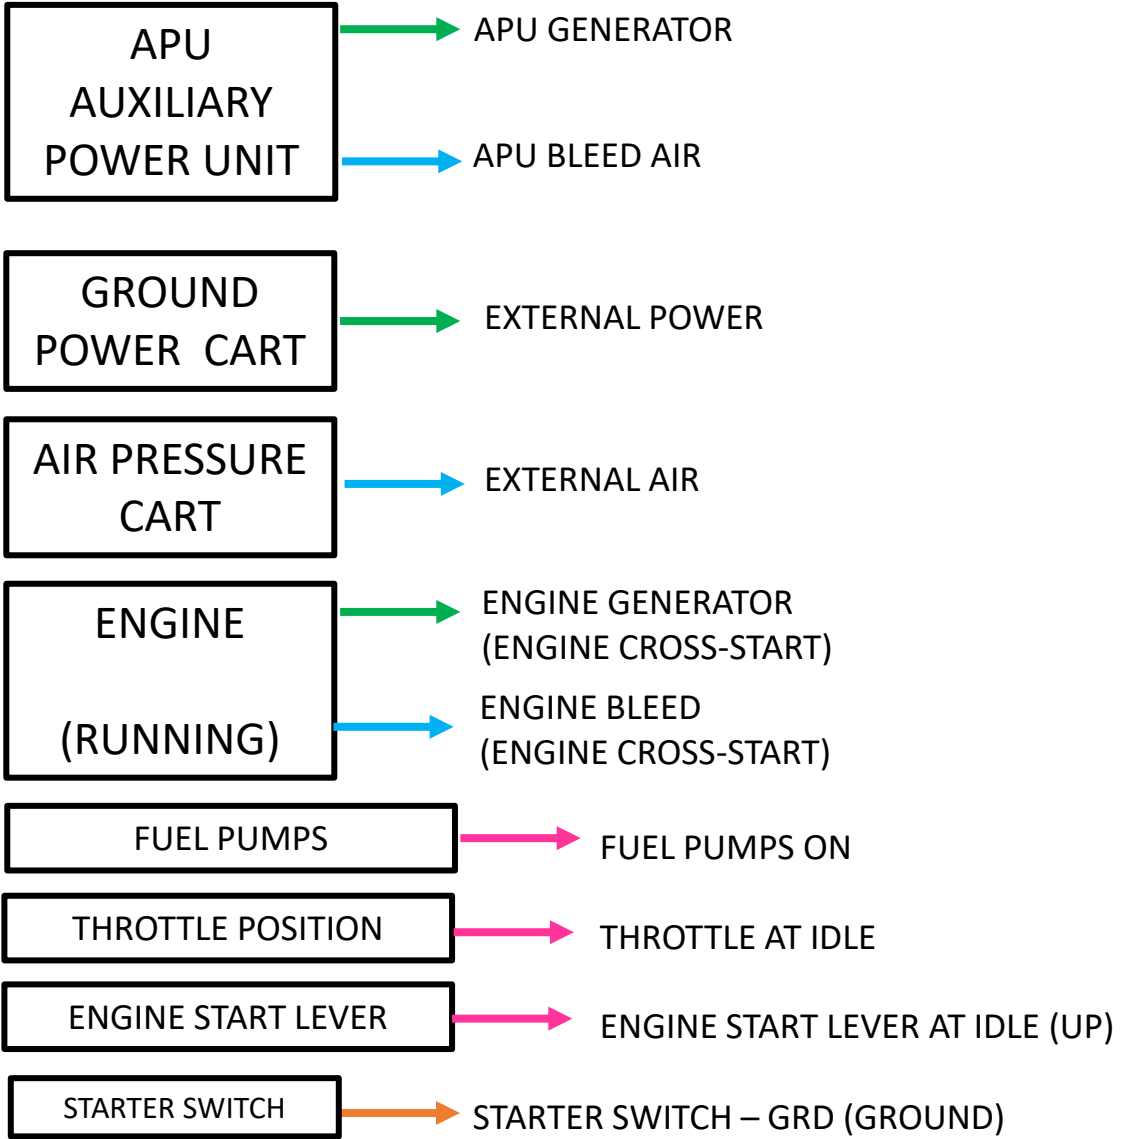 APU
AUXILIARY
POWER UNIT
APU GENERATOR
APU BLEED AIR
GROUND
POWER  CART
EXTERNAL POWER
AIR PRESSURE
CART
EXTERNAL AIR
ENGINE
(RUNNING)
ENGINE GENERATOR
(ENGINE CROSS-START)
ENGINE BLEED
(ENGINE CROSS-START)
FUEL PUMPS
FUEL PUMPS ON
THROTTLE POSITION
THROTTLE AT IDLE
ENGINE START LEVER
ENGINE START LEVER AT IDLE (UP)
STARTER SWITCH
STARTER SWITCH – GRD (GROUND)